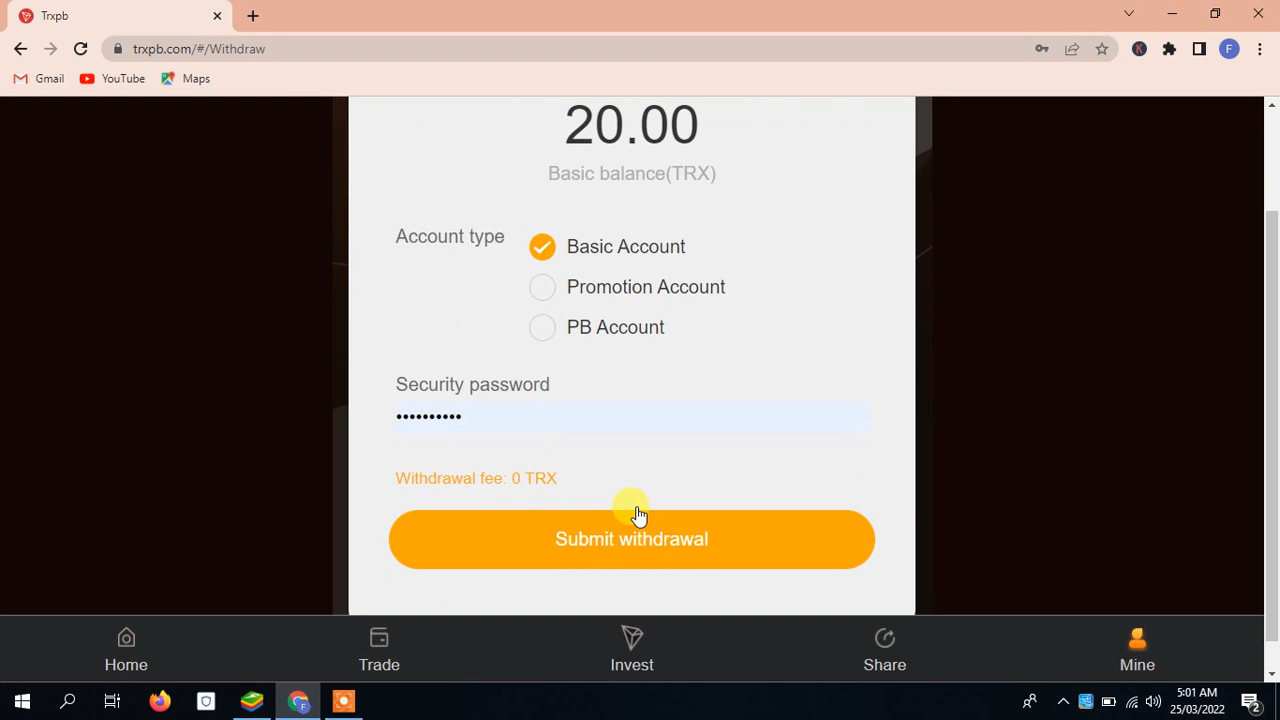 Trxpb
trxpb.com/#/Withdraw
K
F
Gmail YouTube Maps
20.00
Basic balance(TRX)
Account type
Basic Account
Promotion Account
PB Account
Security password
••••••••••
Withdrawal fee: 0 TRX
Submit withdrawal
Home Trade Invest Share Mine
F
5:01 AM
25/03/2022
2